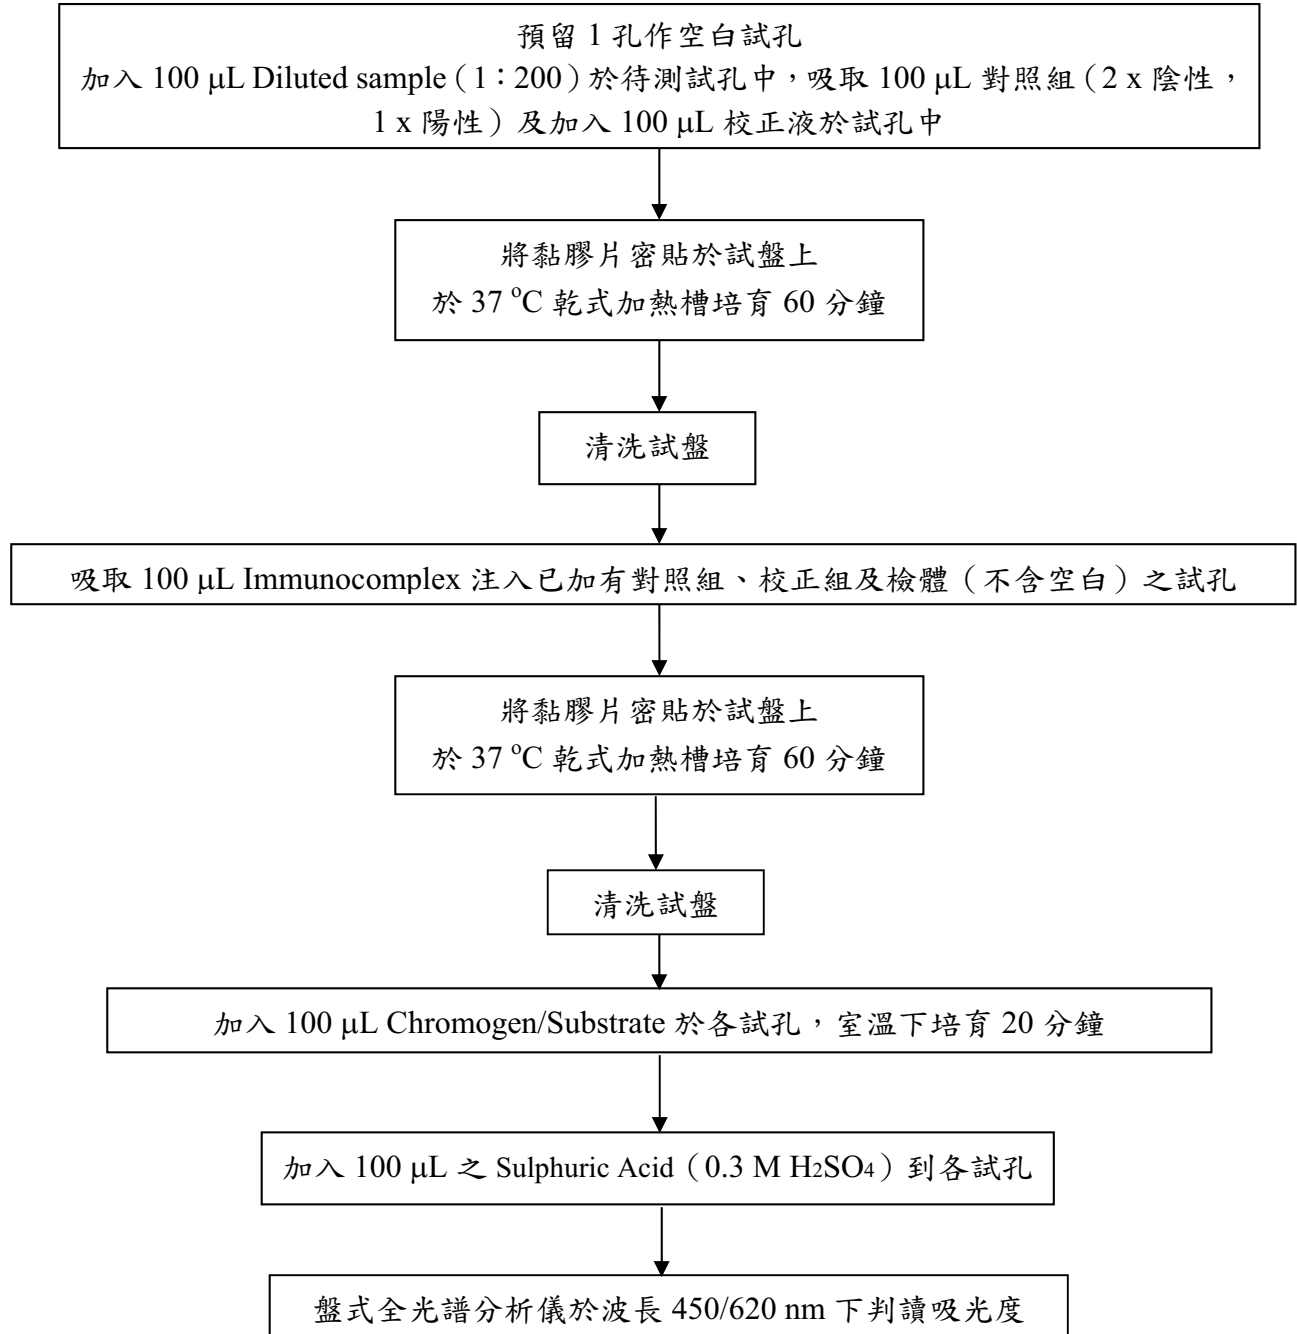 預留 1 孔作空白試孔
加入 100 μL Diluted sample（1：200）於待測試孔中，吸取 100 μL 對照組（2 x 陰性，
1 x 陽性）及加入 100 μL 校正液於試孔中
將黏膠片密貼於試盤上
於 37 °C 乾式加熱槽培育 60 分鐘
清洗試盤
吸取 100 μL Immunocomplex 注入已加有對照組、校正組及檢體（不含空白）之試孔
將黏膠片密貼於試盤上
於 37 °C 乾式加熱槽培育 60 分鐘
清洗試盤
加入 100 μL Chromogen/Substrate 於各試孔，室溫下培育 20 分鐘
加入 100 μL 之 Sulphuric Acid（0.3 M H2SO4）到各試孔
盤式全光譜分析儀於波長 450/620 nm 下判讀吸光度